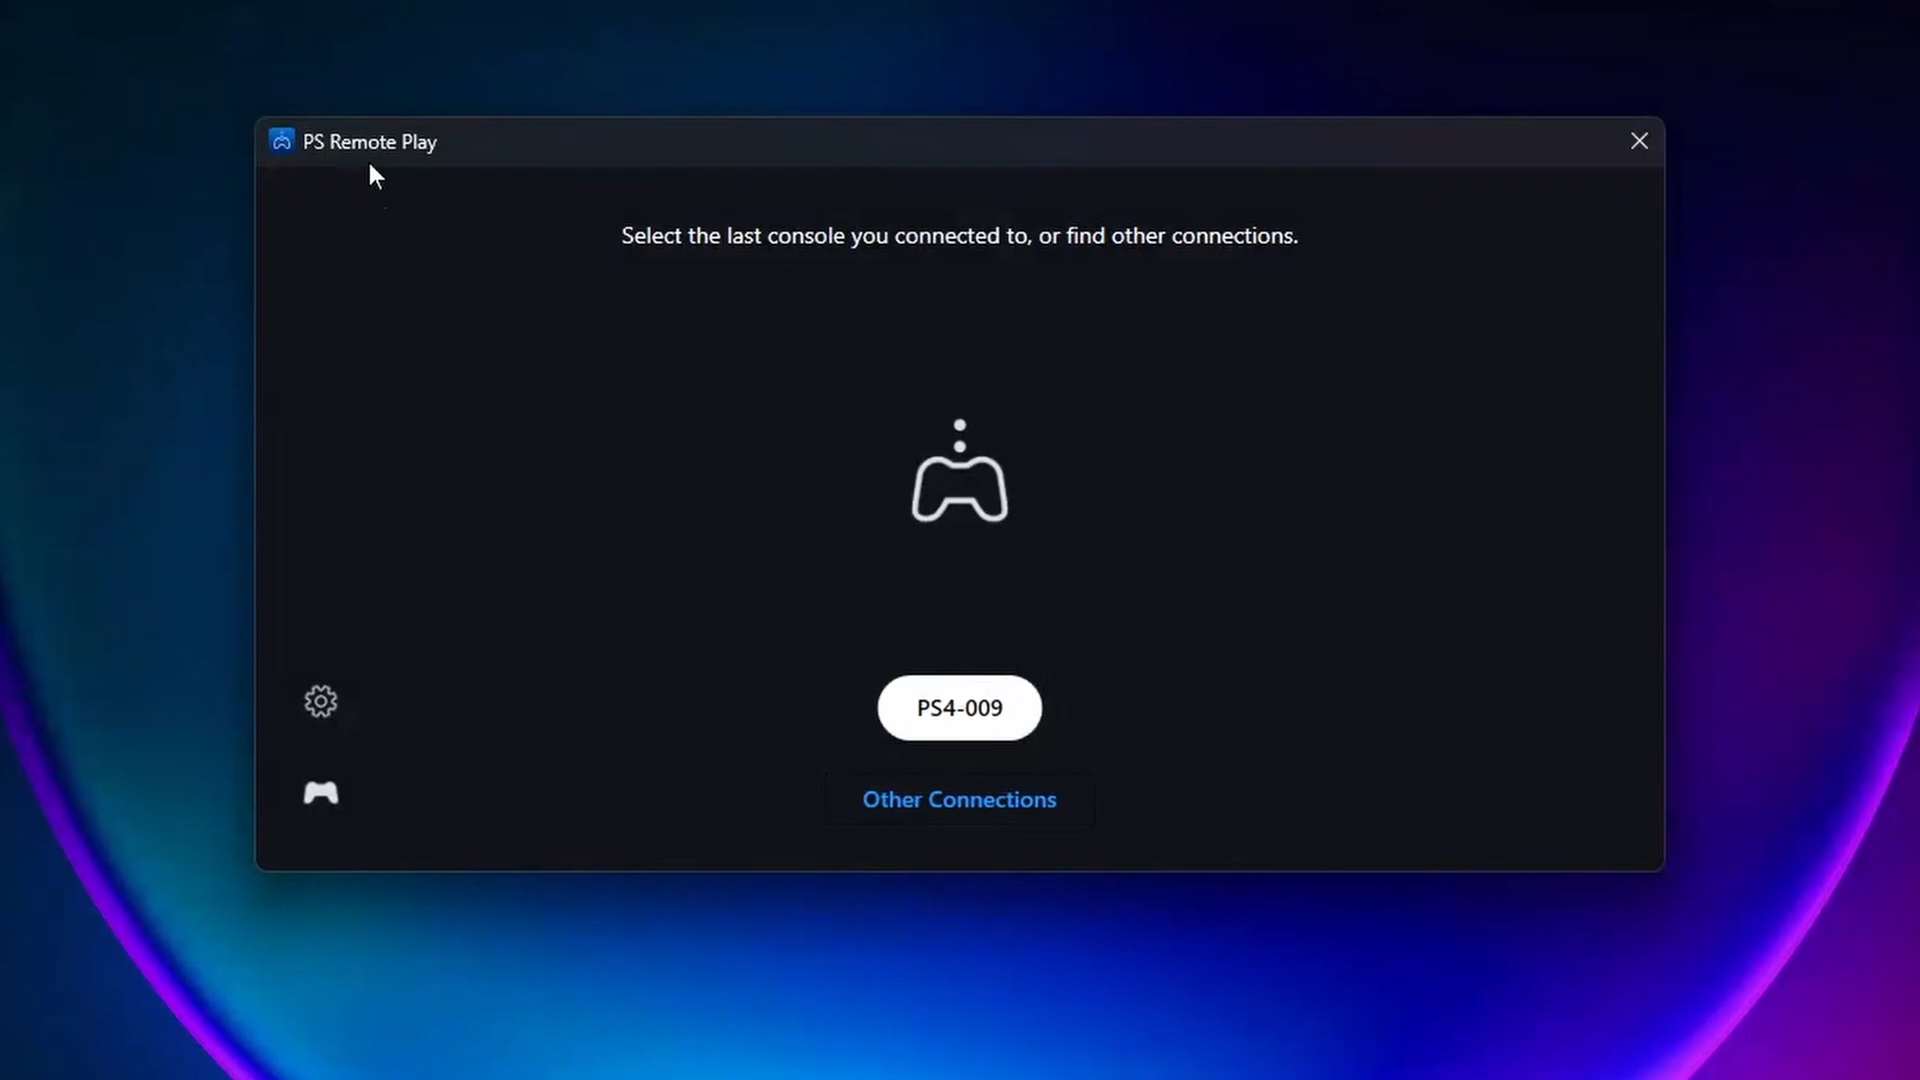 PS Remote Play
Select the last console you connected to, or find other connections.
PS4-009
Other Connections